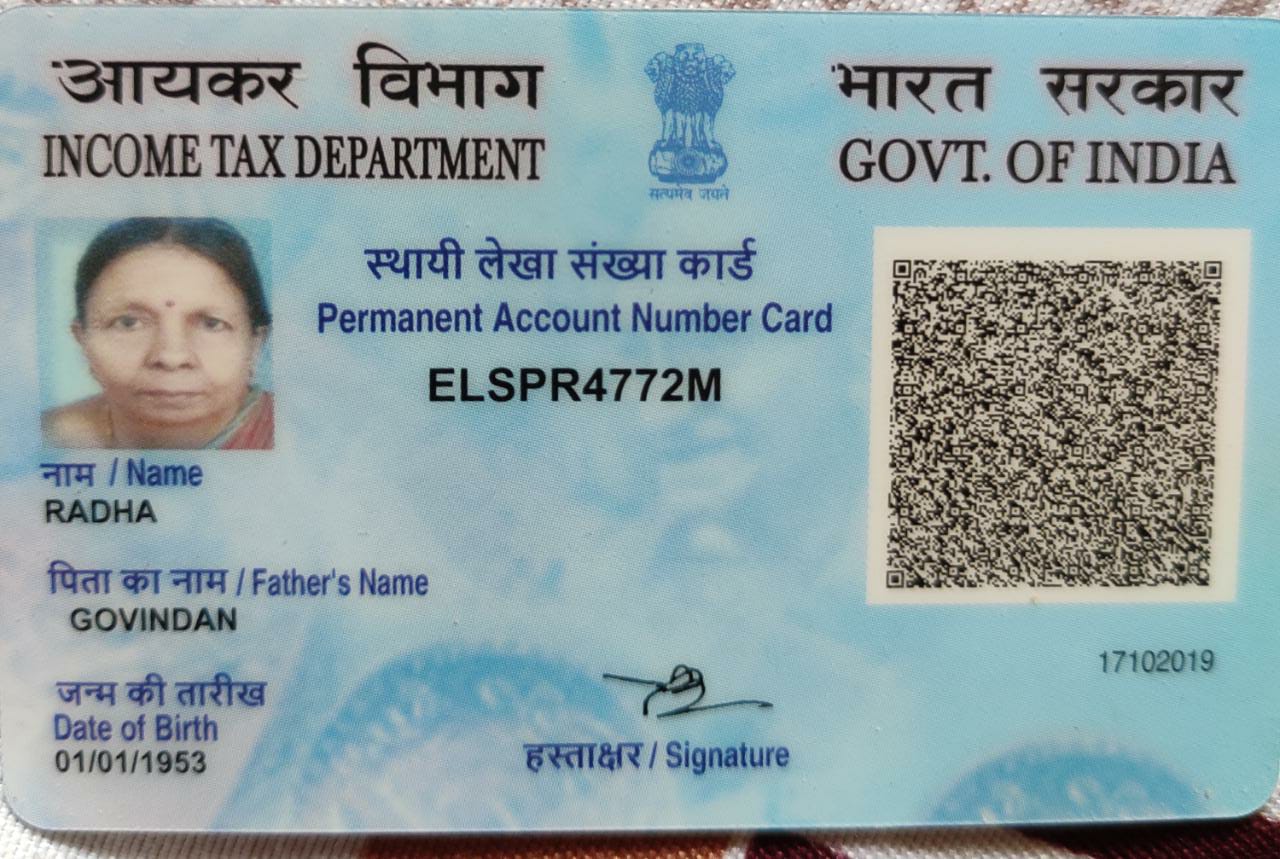 आयकर विभाग
INCOME TAX DEPARTMENT
सत्यमेव जयते
भारत सरकार
GOVT. OF INDIA
स्थायी लेखा संख्या कार्ड
Permanent Account Number Card
ELSPR4772M
नाम / Name
RADHA
पिता का नाम / Father's Name
GOVINDAN
जन्म की तारीख
Date of Birth
01/01/1953
हस्ताक्षर / Signature
17102019